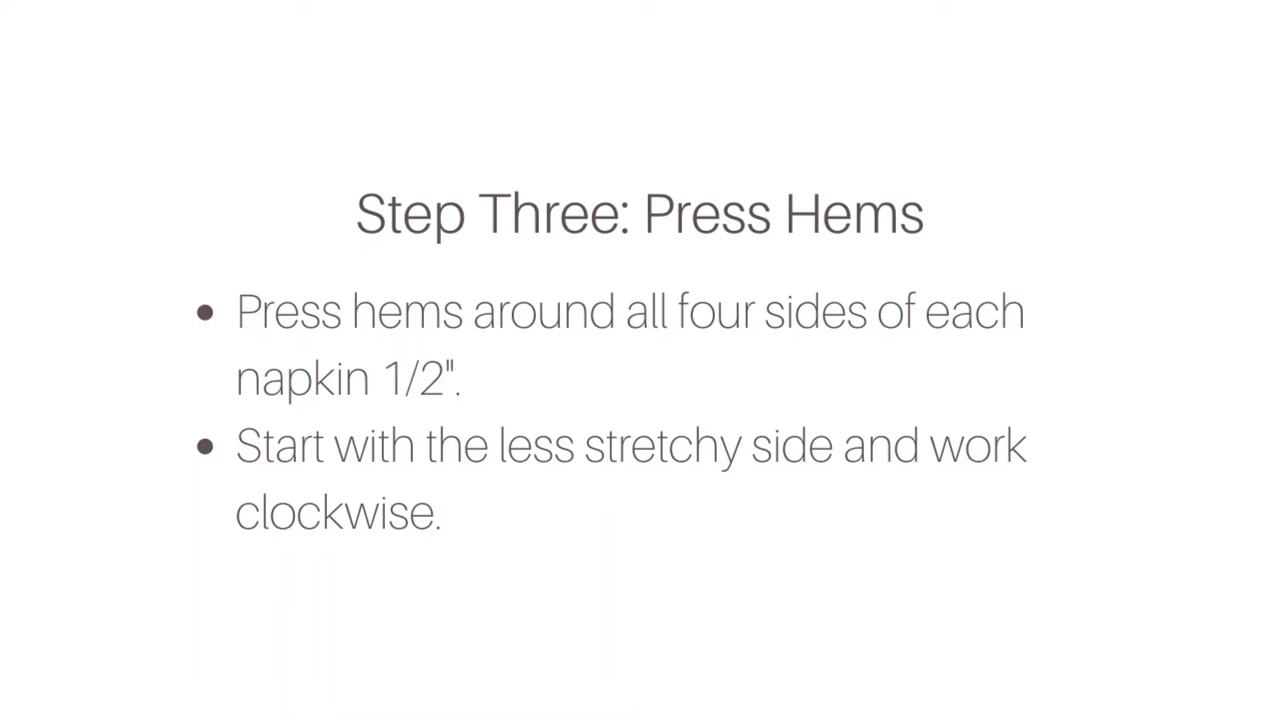 Step Three: Press Hems
• Press hems around all four sides of each
napkin 1/2".
• Start with the less stretchy side and work
clockwise.